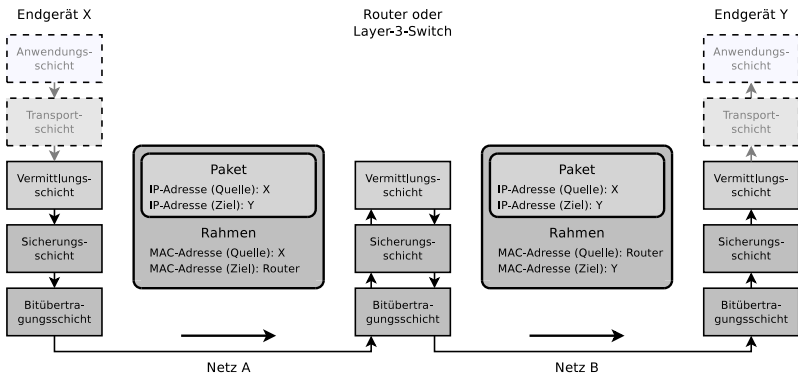 Endgerät X
Router oder
Layer-3-Switch
Endgerät Y
Anwendungs-
schicht
Transport-
schicht
Vermittlungs-
schicht
Sicherungs-
schicht
Bitübertra-
gungsschicht
Paket
IP-Adresse (Quelle): X
IP-Adresse (Ziel): Y
Rahmen
MAC-Adresse (Quelle): X
MAC-Adresse (Ziel): Router
Vermittlungs-
schicht
Sicherungs-
schicht
Bitübertra-
gungsschicht
Paket
IP-Adresse (Quelle): X
IP-Adresse (Ziel): Y
Rahmen
MAC-Adresse (Quelle): Router
MAC-Adresse (Ziel): Y
Anwendungs-
schicht
Transport-
schicht
Vermittlungs-
schicht
Sicherungs-
schicht
Bitübertra-
gungsschicht
Netz A
Netz B